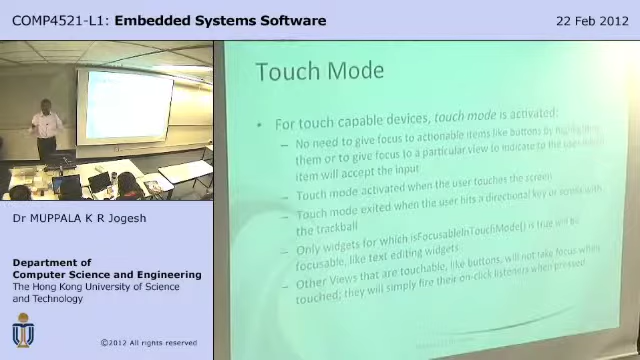 COMP4521-L1: Embedded Systems Software
22 Feb 2012
Touch Mode
• For touch capable devices, touch mode is activated:
– No need to give focus to actionable items like buttons by highlighting
them or to give focus to a particular view to indicate to the user which
item will accept the input
– Touch mode activated when the user touches the screen
– Touch mode exited when the user hits a directional key or scrolls with
the trackball
– Only widgets for which isFocusableInTouchMode() is true will be
focusable, like text editing widgets
– Other Views that are touchable, like buttons, will not take focus when
touched; they will simply fire their on-click listeners when pressed
Dr MUPPALA K R Jogesh
Department of
Computer Science and Engineering
The Hong Kong University of Science
and Technology
©2012 All rights reserved